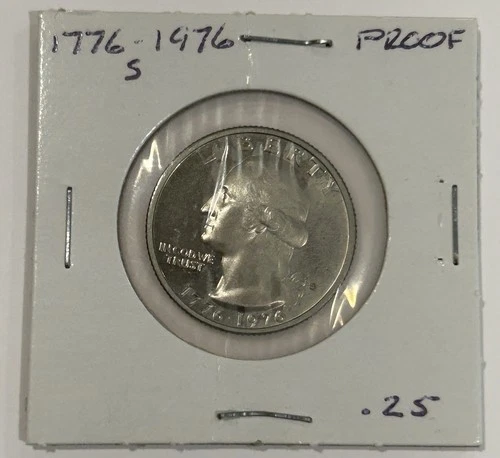 1776-1976 PROOF
S
LIBERTY
IN GOD WE
TRUST
S
1776·1976
.25